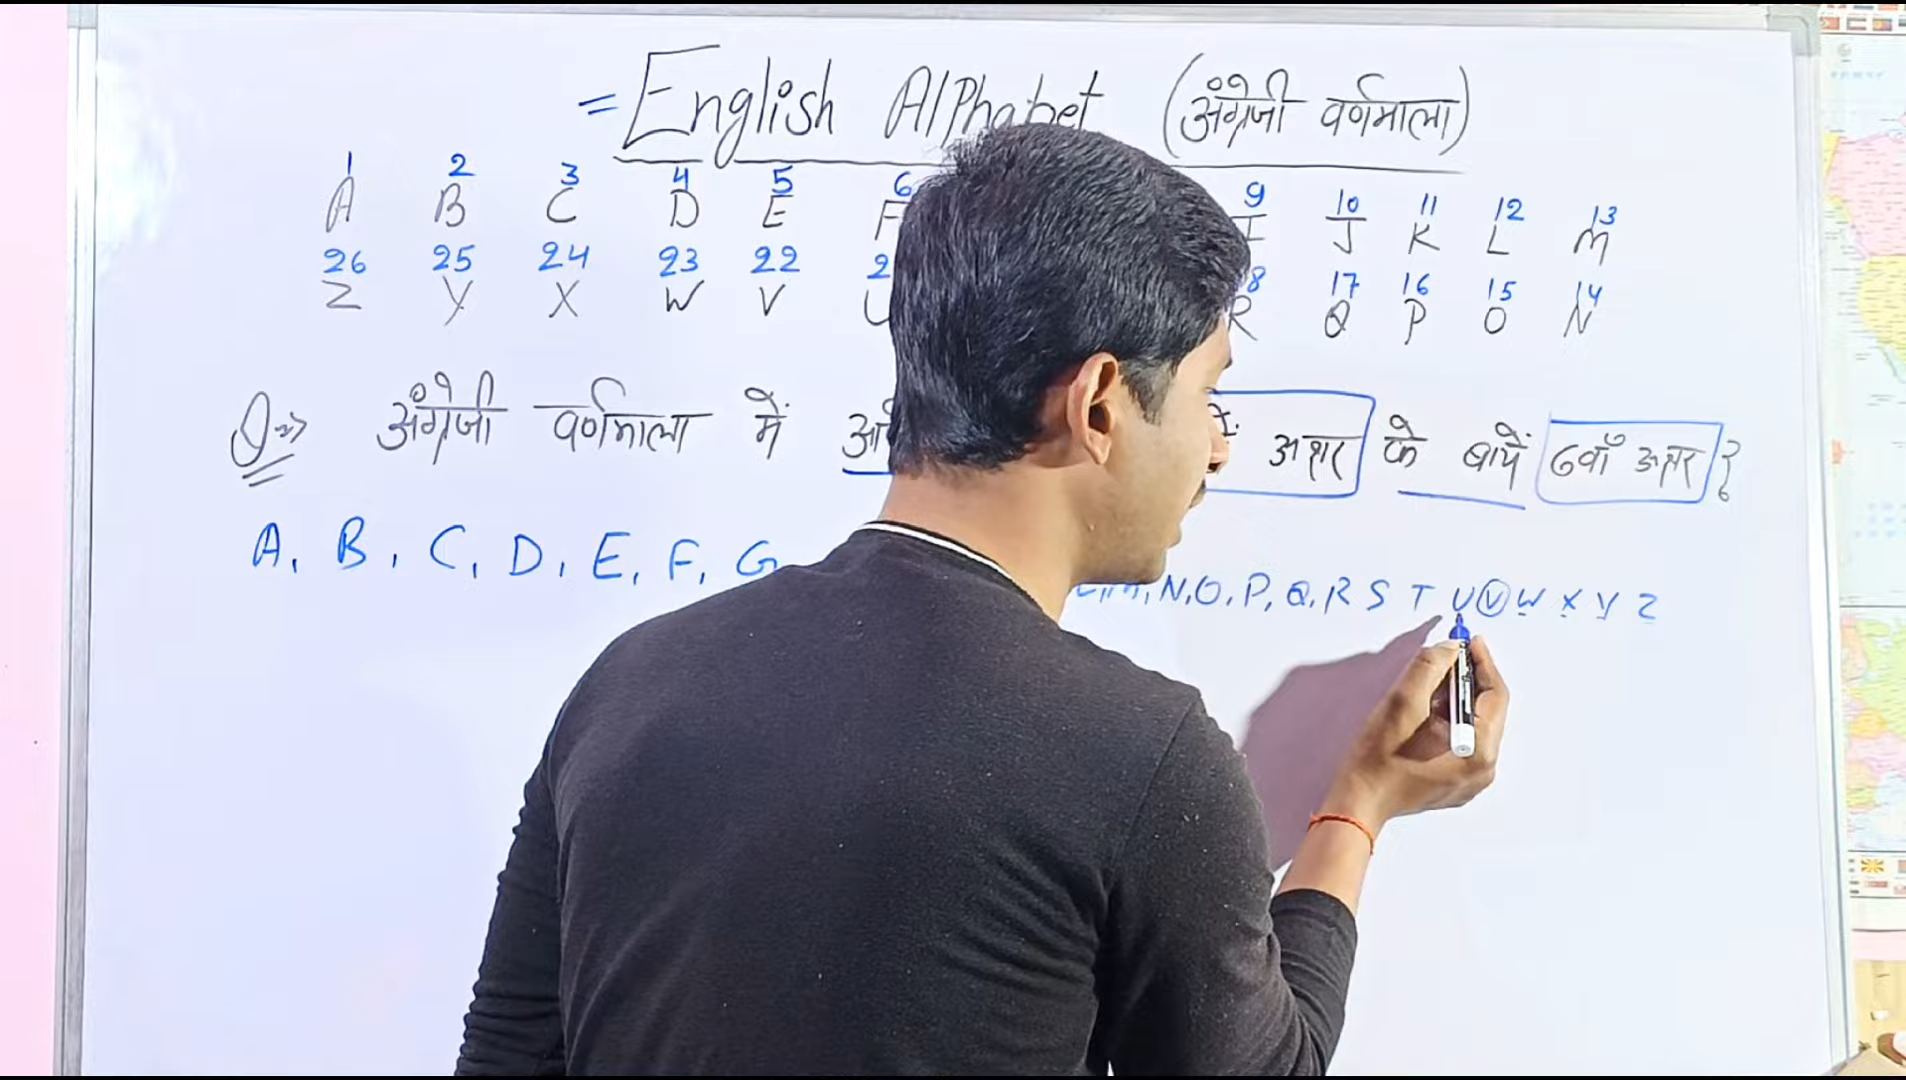 = English Alphabet (अंग्रेजी वर्णमाला)
1 2 3 4 5 6 9 10 11 12 13
A B C D E F I J K L M
26 25 24 23 22 17 16 15 14
Z Y X W V U R Q P O N
Q⇒ अंग्रेजी वर्णमाला में अक्षर के बायें 6वाँ अक्षर ?
A, B, C, D, E, F, G N, O, P, Q, R S T U V W X Y Z